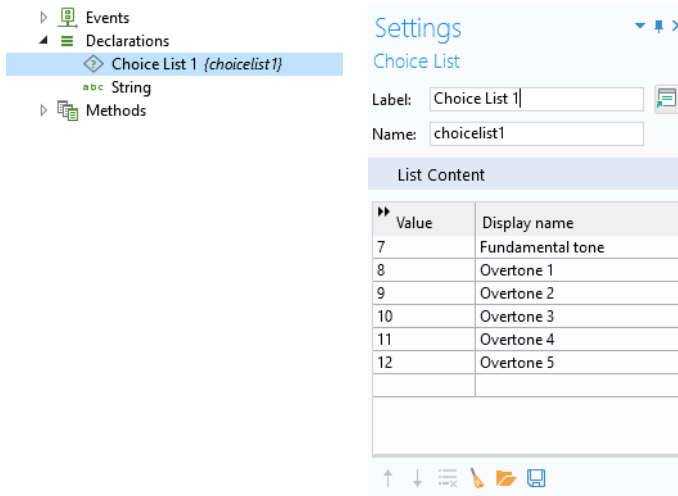 Events
Declarations
Choice List 1 {choicelist1}
abc String
Methods
Settings
Choice List
Label: Choice List 1
Name: choicelist1
List Content
Value Display name
7 Fundamental tone
8 Overtone 1
9 Overtone 2
10 Overtone 3
11 Overtone 4
12 Overtone 5